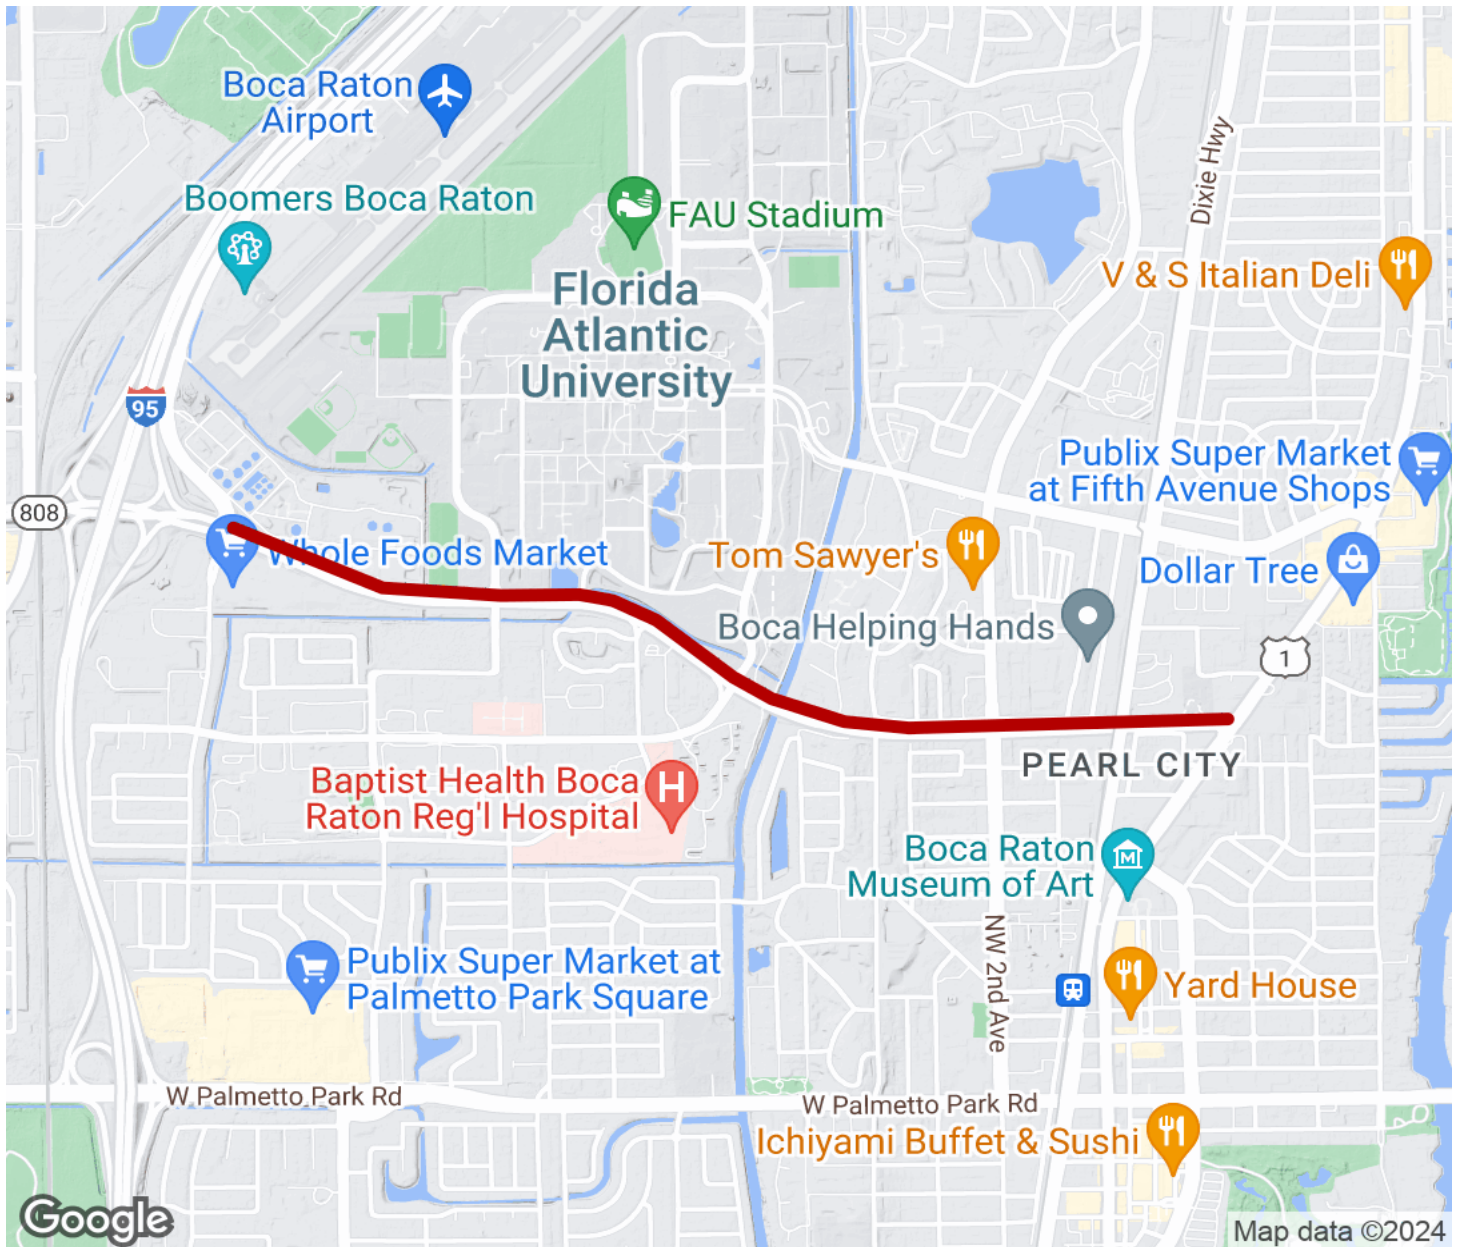 Boca Raton
Airport
Dixie Hwy
Boomers Boca Raton
FAU Stadium
V & S Italian Deli
Florida
Atlantic
University
95
Publix Super Market
at Fifth Avenue Shops
808
Whole Foods Market
Tom Sawyer's
Dollar Tree
Boca Helping Hands
1
PEARL CITY
Baptist Health Boca
Raton Reg'l Hospital
H
Boca Raton
Museum of Art
M
NW 2nd Ave
Publix Super Market at
Palmetto Park Square
Yard House
W Palmetto Park Rd
W Palmetto Park Rd
Ichiyami Buffet & Sushi
Google
Map data ©2024